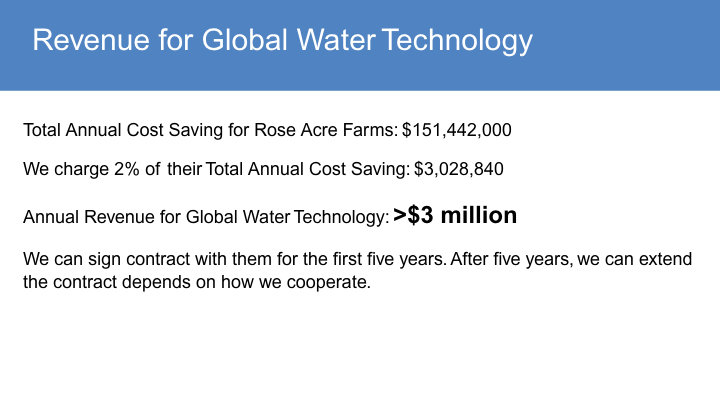 Revenue for Global Water Technology
Total Annual Cost Saving for Rose Acre Farms: $151,442,000
We charge 2% of their Total Annual Cost Saving: $3,028,840
Annual Revenue for Global Water Technology: >$3 million
We can sign contract with them for the first five years. After five years, we can extend
the contract depends on how we cooperate.